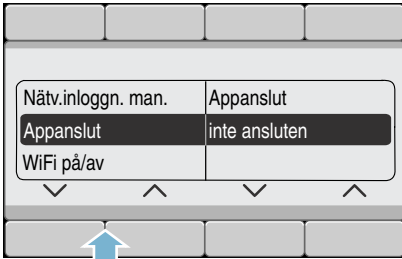 Nätv.inloggn. man. Appanslut
Appanslut inte ansluten
WiFi på/av